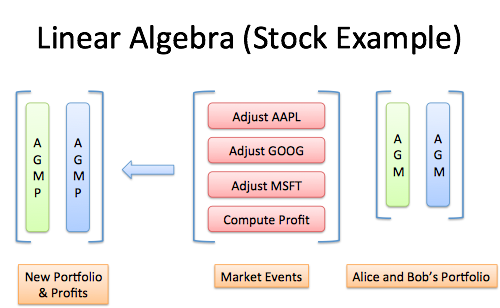 Linear Algebra (Stock Example)
A
G
M
P
A
G
M
P
Adjust AAPL
Adjust GOOG
Adjust MSFT
Compute Profit
A
G
M
A
G
M
New Portfolio
& Profits
Market Events
Alice and Bob's Portfolio